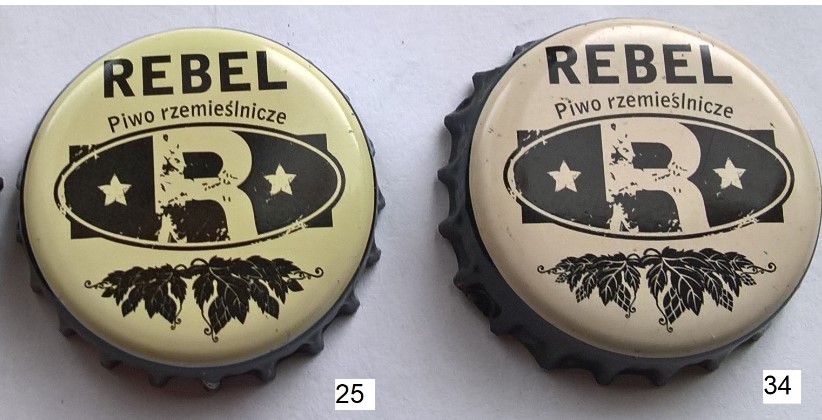 REBEL
Piwo rzemieślnicze
R
25
REBEL
Piwo rzemieślnicze
R
34